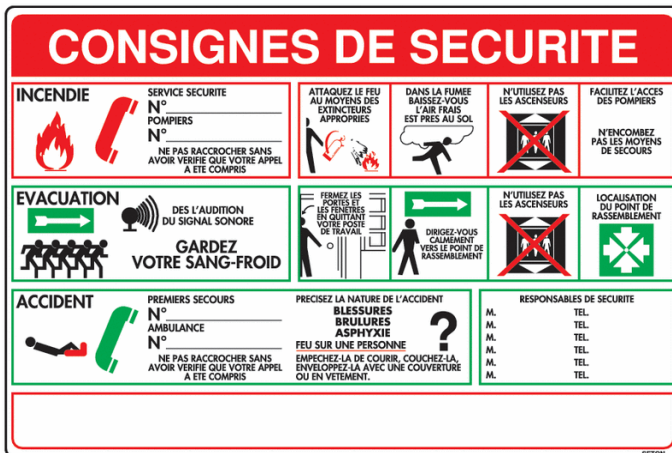 CONSIGNES DE SECURITE
INCENDIE
SERVICE SECURITE
N°
POMPIERS
N°
NE PAS RACCROCHER SANS
AVOIR VERIFIE QUE VOTRE APPEL
A ETE COMPRIS
ATTAQUEZ LE FEU
AU MOYENS DES
EXTINCTEURS
APPROPRIES
DANS LA FUMEE
BAISSEZ-VOUS
L'AIR FRAIS
EST PRES AU SOL
N'UTILISEZ PAS
LES ASCENSEURS
FACILITEZ L'ACCES
DES POMPIERS
N'ENCOMBEZ
PAS LES MOYENS
DE SECOURS
EVACUATION
DES L'AUDITION
DU SIGNAL SONORE
GARDEZ
VOTRE SANG-FROID
FERMEZ LES
PORTES ET
LES FENETRES
EN QUITTANT
VOTRE POSTE
DE TRAVAIL
DIRIGEZ-VOUS
CALMEMENT
VERS LE POINT DE
RASSEMBLEMENT
N'UTILISEZ PAS
LES ASCENSEURS
LOCALISATION
DU POINT DE
RASSEMBLEMENT
ACCIDENT
PREMIERS SECOURS
N°
AMBULANCE
N°
NE PAS RACCROCHER SANS
AVOIR VERIFIE QUE VOTRE APPEL
A ETE COMPRIS
PRECISEZ LA NATURE DE L'ACCIDENT
BLESSURES
BRULURES
ASPHYXIE
?
FEU SUR UNE PERSONNE
EMPECHEZ-LA DE COURIR, COUCHEZ-LA,
ENVELOPPEZ-LA AVEC UNE COUVERTURE
OU EN VETEMENT.
RESPONSABLES DE SECURITE
M. TEL.
M. TEL.
M. TEL.
M. TEL.
M. TEL.
M. TEL.